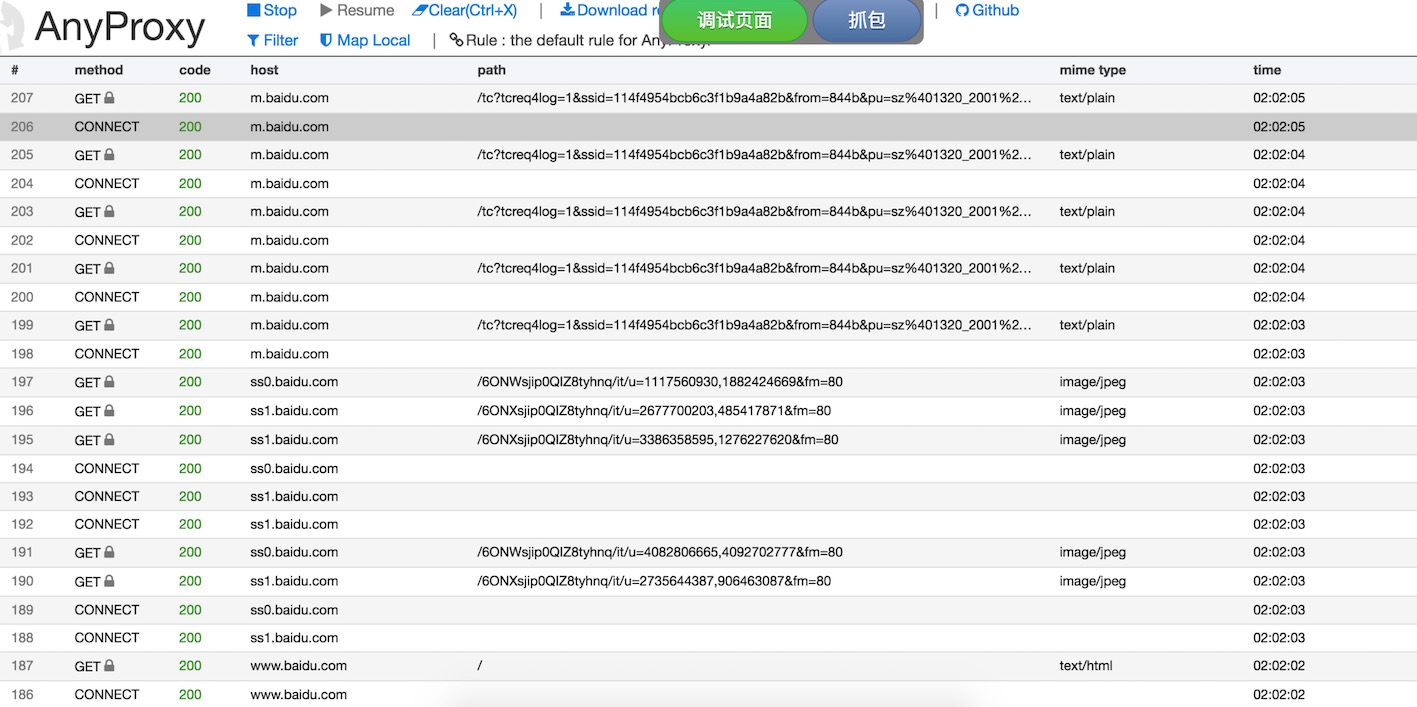 AnyProxy
Stop Resume Clear(Ctrl+X) | Download re | Github
调试页面 抓包
Filter Map Local | Rule : the default rule for AnyProxy.
# method code host path mime type time
207 GET 200 m.baidu.com /tc?tcreq4log=1&ssid=114f4954bcb6c3f1b9a4a82b&from=844b&pu=sz%401320_2001%2... text/plain 02:02:05
206 CONNECT 200 m.baidu.com 02:02:05
205 GET 200 m.baidu.com /tc?tcreq4log=1&ssid=114f4954bcb6c3f1b9a4a82b&from=844b&pu=sz%401320_2001%2... text/plain 02:02:04
204 CONNECT 200 m.baidu.com 02:02:04
203 GET 200 m.baidu.com /tc?tcreq4log=1&ssid=114f4954bcb6c3f1b9a4a82b&from=844b&pu=sz%401320_2001%2... text/plain 02:02:04
202 CONNECT 200 m.baidu.com 02:02:04
201 GET 200 m.baidu.com /tc?tcreq4log=1&ssid=114f4954bcb6c3f1b9a4a82b&from=844b&pu=sz%401320_2001%2... text/plain 02:02:04
200 CONNECT 200 m.baidu.com 02:02:04
199 GET 200 m.baidu.com /tc?tcreq4log=1&ssid=114f4954bcb6c3f1b9a4a82b&from=844b&pu=sz%401320_2001%2... text/plain 02:02:03
198 CONNECT 200 m.baidu.com 02:02:03
197 GET 200 ss0.baidu.com /6ONWsjip0QIZ8tyhnq/it/u=1117560930,1882424669&fm=80 image/jpeg 02:02:03
196 GET 200 ss1.baidu.com /6ONXsjip0QIZ8tyhnq/it/u=2677700203,485417871&fm=80 image/jpeg 02:02:03
195 GET 200 ss1.baidu.com /6ONXsjip0QIZ8tyhnq/it/u=3386358595,1276227620&fm=80 image/jpeg 02:02:03
194 CONNECT 200 ss0.baidu.com 02:02:03
193 CONNECT 200 ss1.baidu.com 02:02:03
192 CONNECT 200 ss1.baidu.com 02:02:03
191 GET 200 ss0.baidu.com /6ONWsjip0QIZ8tyhnq/it/u=4082806665,4092702777&fm=80 image/jpeg 02:02:03
190 GET 200 ss1.baidu.com /6ONXsjip0QIZ8tyhnq/it/u=2735644387,906463087&fm=80 image/jpeg 02:02:03
189 CONNECT 200 ss0.baidu.com 02:02:03
188 CONNECT 200 ss1.baidu.com 02:02:03
187 GET 200 www.baidu.com / text/html 02:02:02
186 CONNECT 200 www.baidu.com 02:02:02